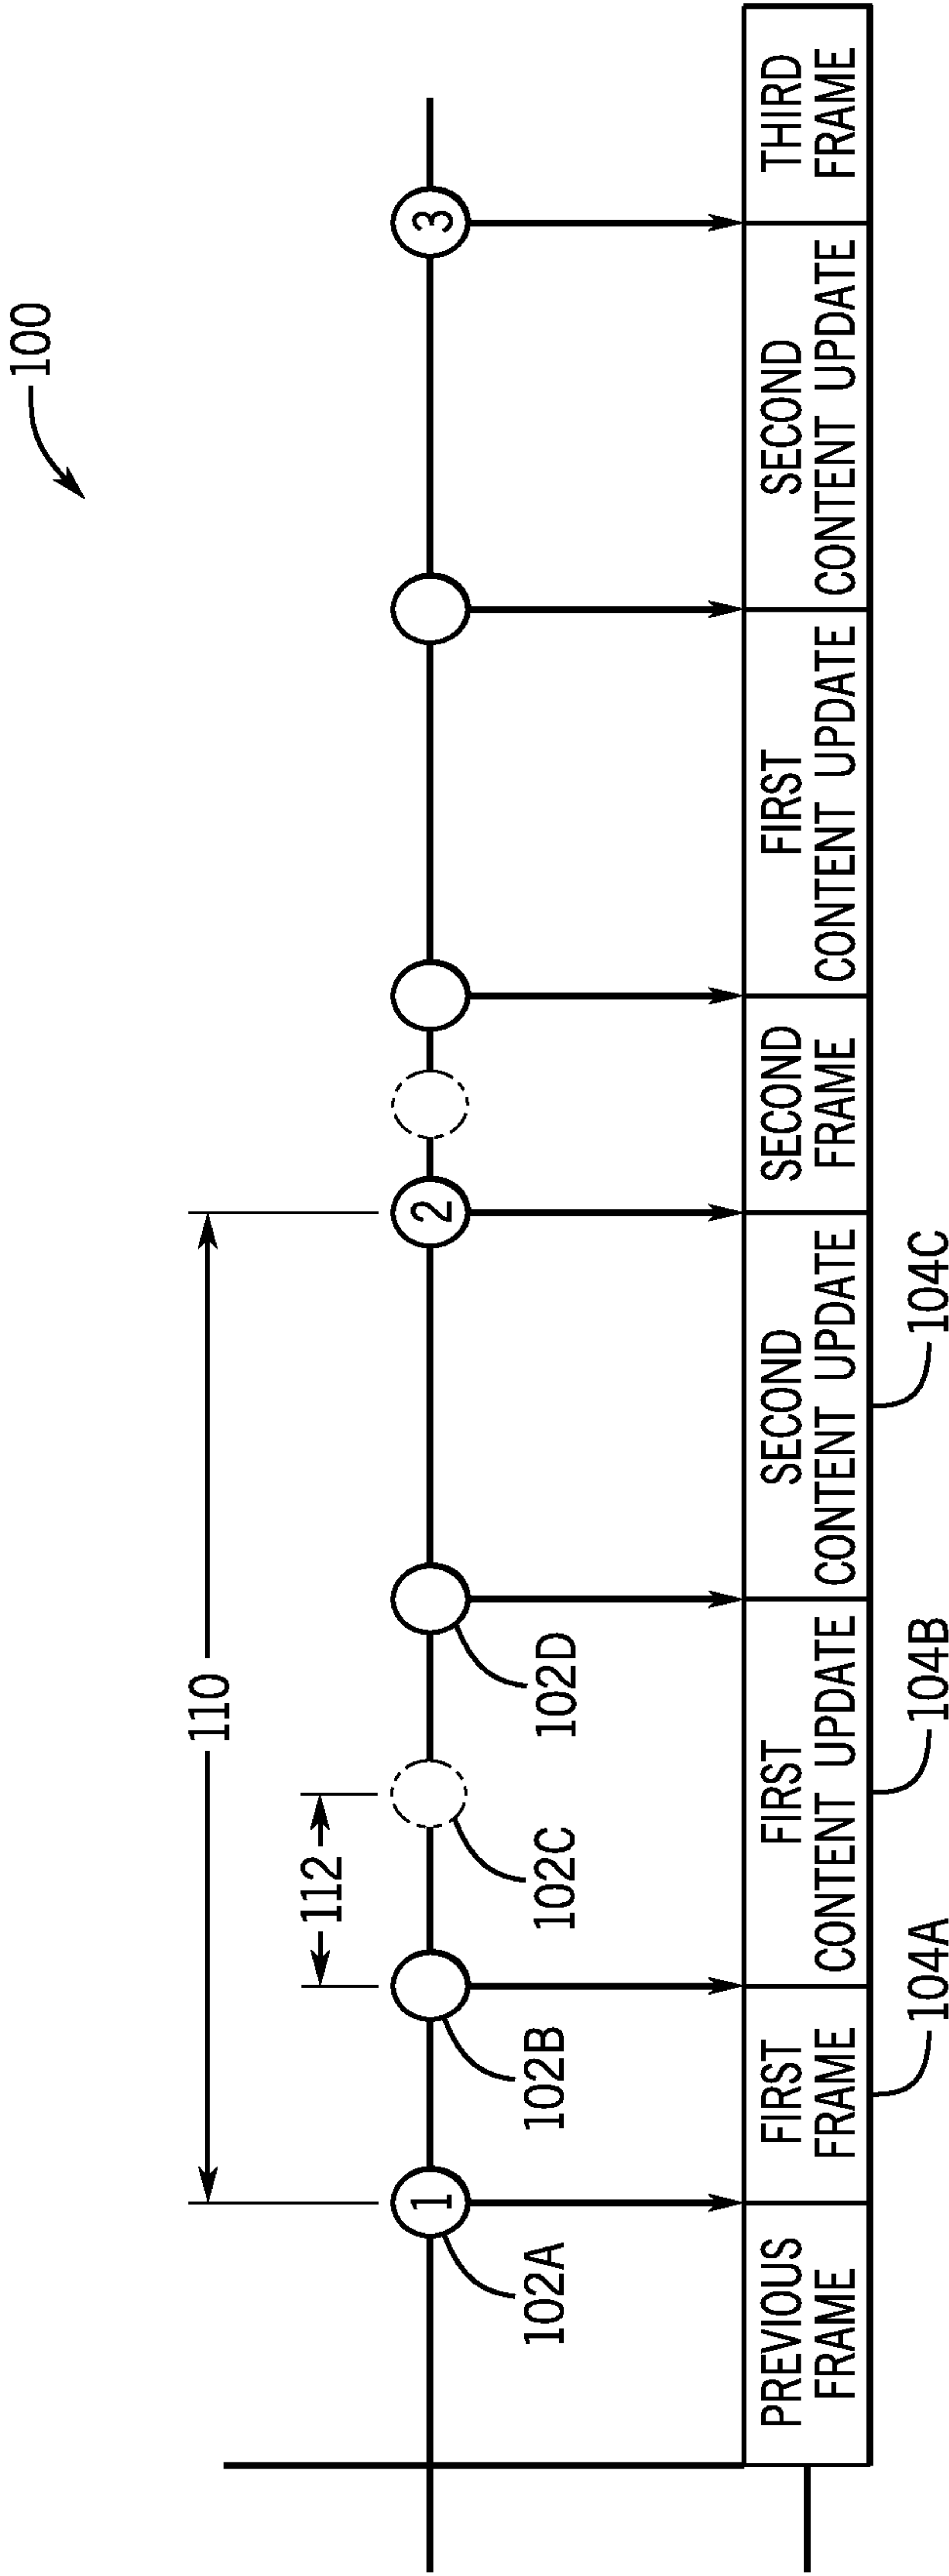 100
110
112
1
2
3
102A
102B
102C
102D
PREVIOUS
FRAME
FIRST
FRAME
FIRST
CONTENT UPDATE
SECOND
CONTENT UPDATE
SECOND
FRAME
FIRST
CONTENT UPDATE
SECOND
CONTENT UPDATE
THIRD
FRAME
104A
104B
104C